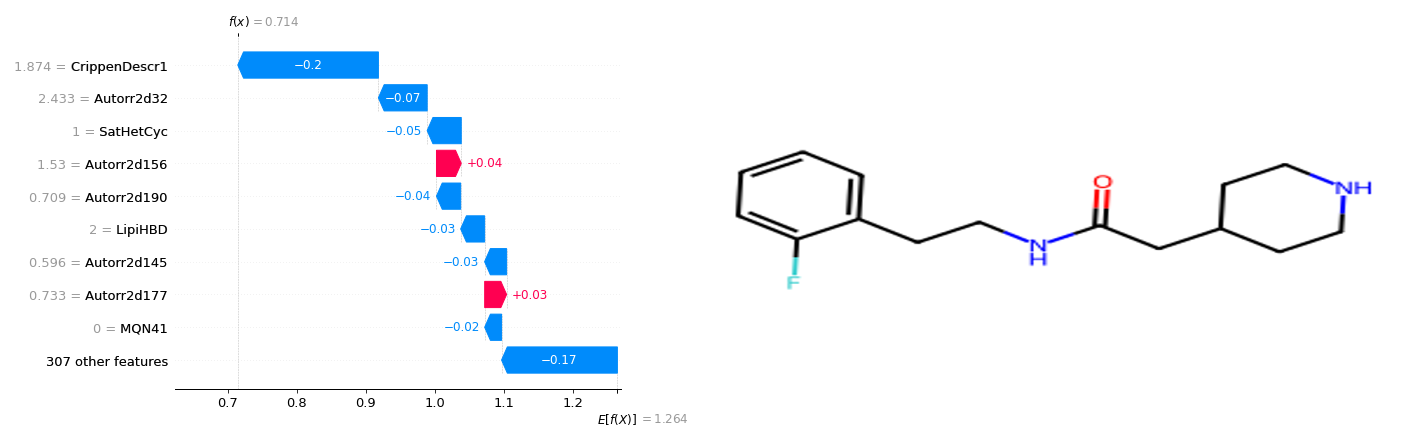 f(x) = 0.714
1.874 = CrippenDescr1
−0.2
2.433 = Autorr2d32
−0.07
1 = SatHetCyc
−0.05
1.53 = Autorr2d156
+0.04
0.709 = Autorr2d190
−0.04
2 = LipiHBD
−0.03
0.596 = Autorr2d145
−0.03
0.733 = Autorr2d177
+0.03
0 = MQN41
−0.02
307 other features
−0.17
0.7 0.8 0.9 1.0 1.1 1.2
E[f(X)] = 1.264
O
NH
N
H
F